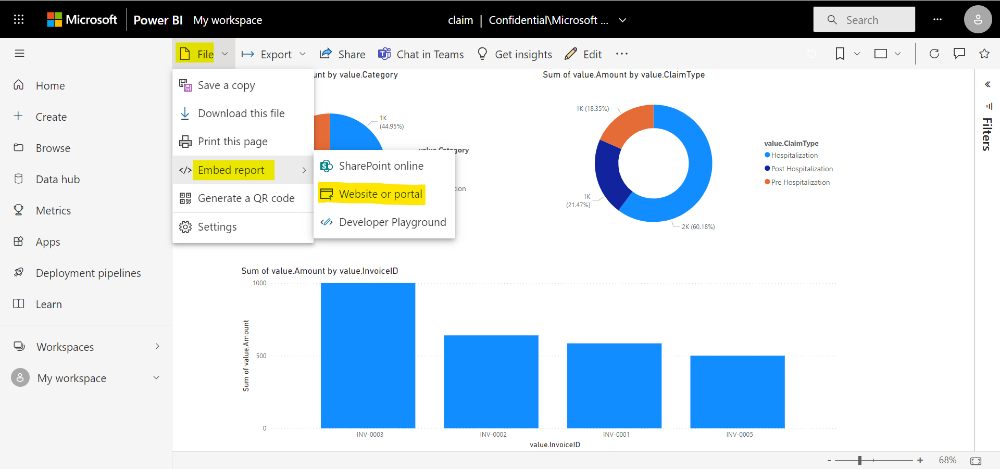 Microsoft Power BI My workspace claim | Confidential\Microsoft ... Search
File Export Share Chat in Teams Get insights Edit
Home
Create
Browse
Data hub
Metrics
Apps
Deployment pipelines
Learn
Workspaces
My workspace
Save a copy
Download this file
Print this page
Embed report
Generate a QR code
Settings
SharePoint online
Website or portal
Developer Playground
unt by value.Category
1K
(44.95%)
value.Category
tion
Sum of value.Amount by value.ClaimType
1K (18.35%)
1K
(21.47%)
2K (60.18%)
value.ClaimType
Hospitalization
Post Hospitalization
Pre Hospitalization
Filters
Sum of value.Amount by value.InvoiceID
Sum of value.Amount
1000
500
0
INV-0003 INV-0002 INV-0001 INV-0005
value.InvoiceID
- + 68%